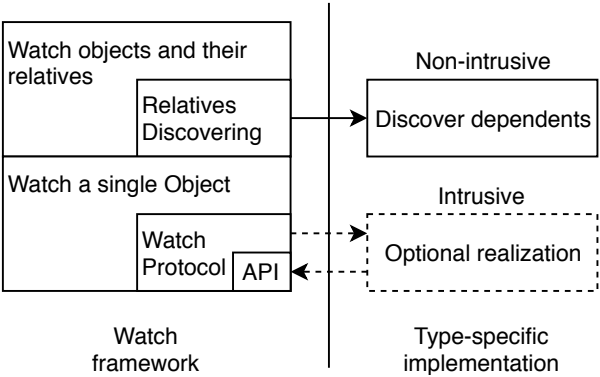 Watch objects and their
relatives
Relatives
Discovering
Non-intrusive
Discover dependents
Watch a single Object
Watch
Protocol
API
Intrusive
Optional realization
Watch
framework
Type-specific
implementation